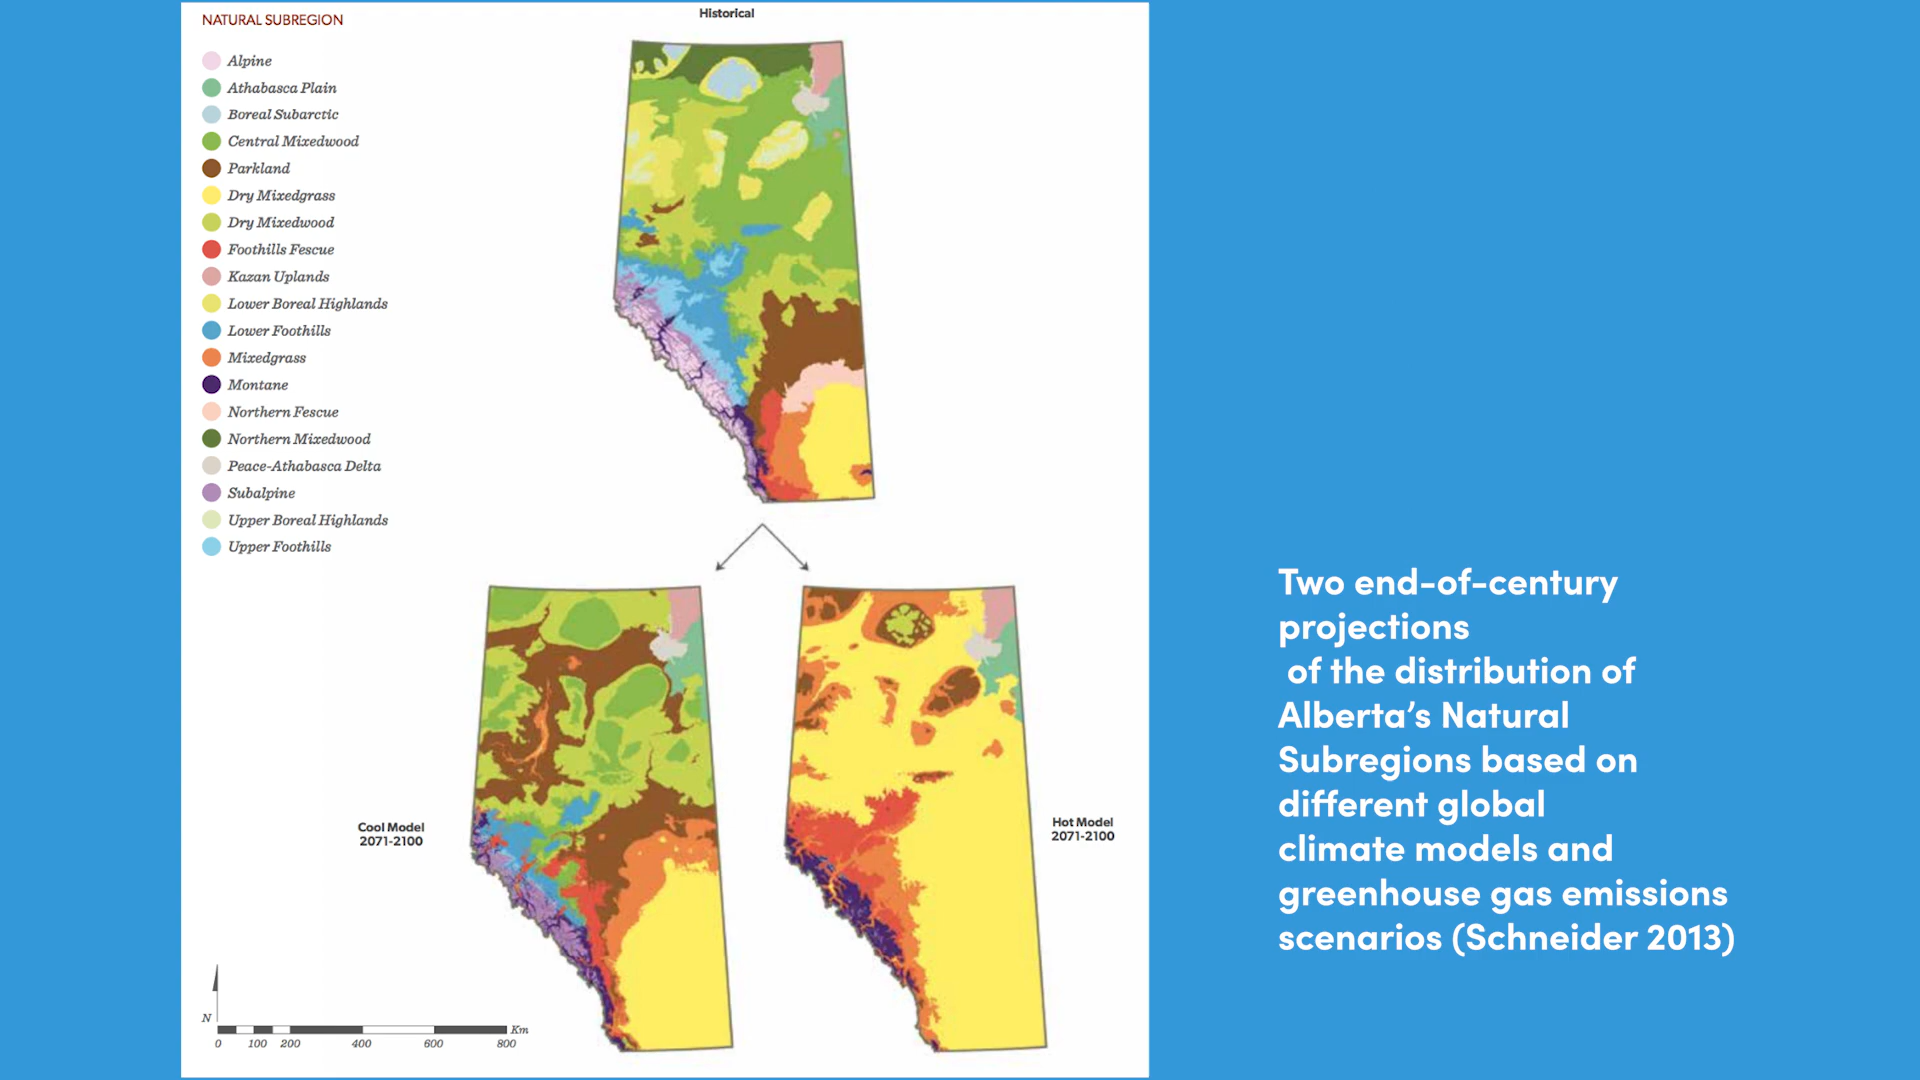 NATURAL SUBREGION
Alpine
Athabasca Plain
Boreal Subarctic
Central Mixedwood
Parkland
Dry Mixedgrass
Dry Mixedwood
Foothills Fescue
Kazan Uplands
Lower Boreal Highlands
Lower Foothills
Mixedgrass
Montane
Northern Fescue
Northern Mixedwood
Peace-Athabasca Delta
Subalpine
Upper Boreal Highlands
Upper Foothills
Historical
Cool Model
2071-2100
Hot Model
2071-2100
N
Km
0 100 200 400 600 800
Two end-of-century
projections
of the distribution of
Alberta’s Natural
Subregions based on
different global
climate models and
greenhouse gas emissions
scenarios (Schneider 2013)